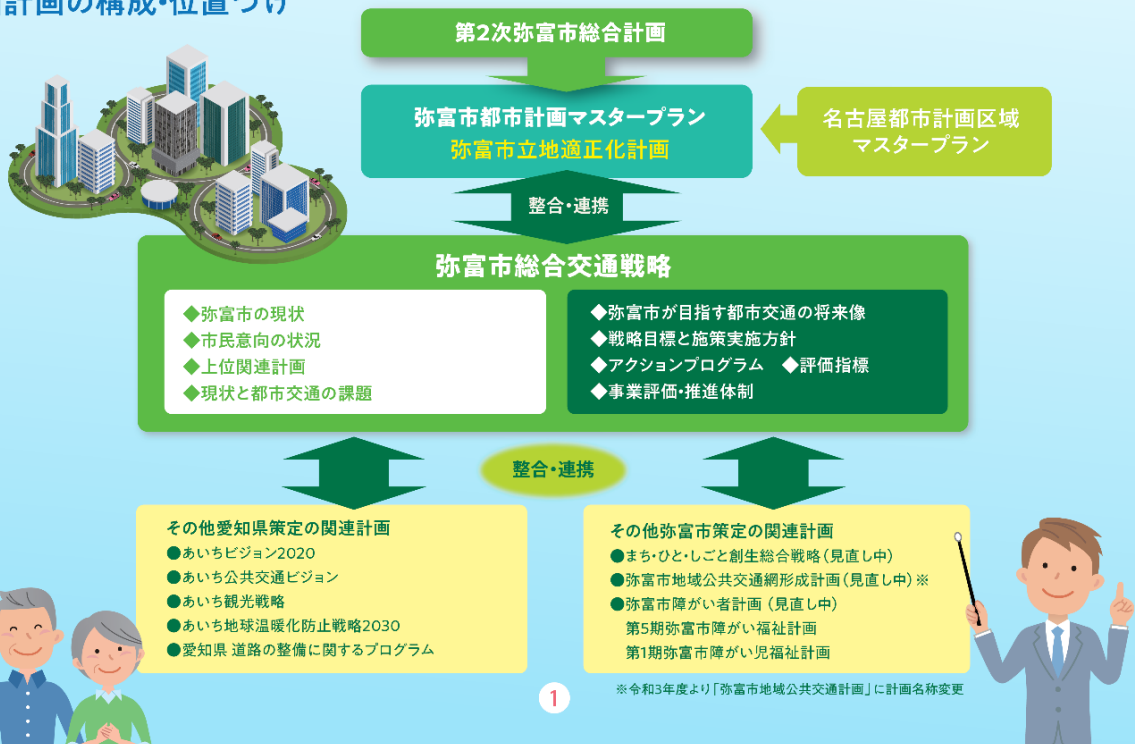 計画の構成・位置づけ
第2次弥富市総合計画
弥富市都市計画マスタープラン
弥富市立地適正化計画
名古屋都市計画区域
マスタープラン
整合・連携
弥富市総合交通戦略
◆弥富市の現状
◆市民意向の状況
◆上位関連計画
◆現状と都市交通の課題
◆弥富市が目指す都市交通の将来像
◆戦略目標と施策実施方針
◆アクションプログラム ◆評価指標
◆事業評価・推進体制
整合・連携
その他愛知県策定の関連計画
●あいちビジョン2020
●あいち公共交通ビジョン
●あいち観光戦略
●あいち地球温暖化防止戦略2030
●愛知県 道路の整備に関するプログラム
その他弥富市策定の関連計画
●まち・ひと・しごと創生総合戦略(見直し中)
●弥富市地域公共交通網形成計画(見直し中)※
●弥富市障がい者計画 (見直し中)
第5期弥富市障がい福祉計画
第1期弥富市障がい児福祉計画
※令和3年度より「弥富市地域公共交通計画」に計画名称変更
1